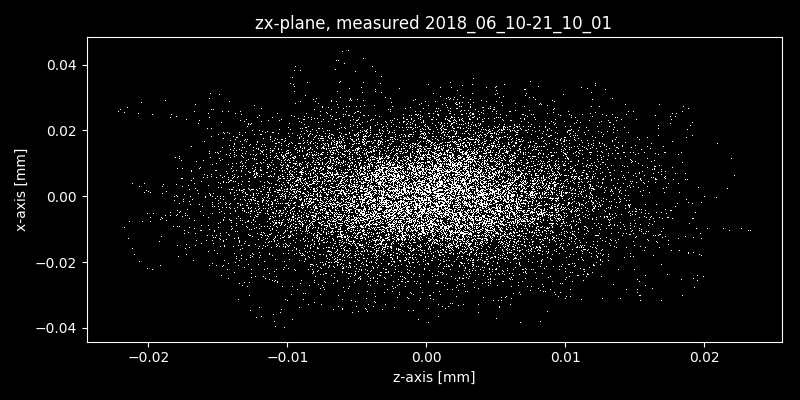 zx-plane, measured 2018_06_10-21_10_01
0.04
0.02
0.00
−0.02
−0.04
x-axis [mm]
−0.02 −0.01 0.00 0.01 0.02
z-axis [mm]